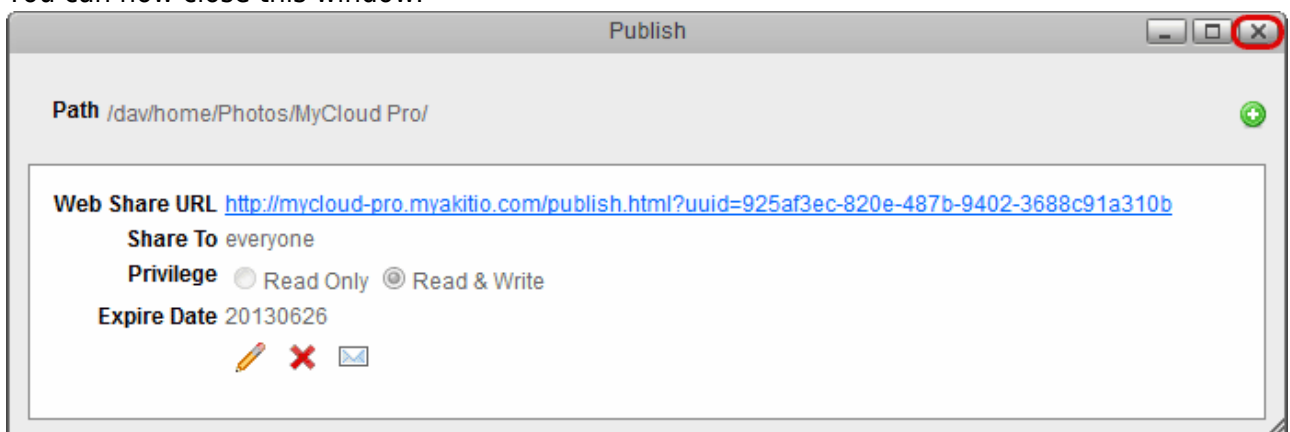 You can now close this window.
Publish
Path /dav/home/Photos/MyCloud Pro/
Web Share URL http://mycloud-pro.myakitio.com/publish.html?uuid=925af3ec-820e-487b-9402-3688c91a310b
Share To everyone
Privilege Read Only Read & Write
Expire Date 20130626